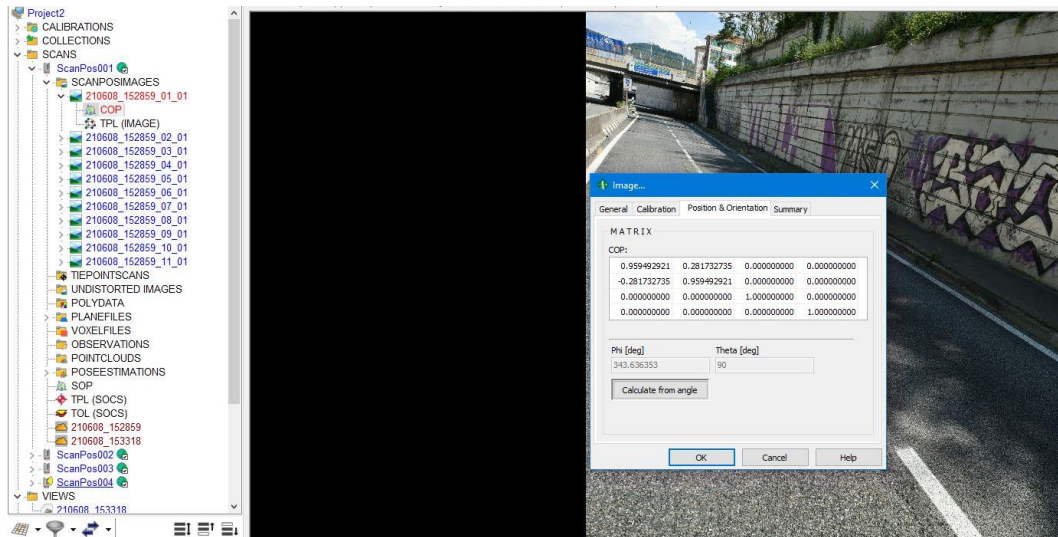 Project2
CALIBRATIONS
COLLECTIONS
SCANS
ScanPos001
SCANPOSIMAGES
210608_152859_01_01
COP
TPL (IMAGE)
210608_152859_02_01
210608_152859_03_01
210608_152859_04_01
210608_152859_05_01
210608_152859_06_01
210608_152859_07_01
210608_152859_08_01
210608_152859_09_01
210608_152859_10_01
210608_152859_11_01
TIEPOINTSCANS
UNDISTORTED IMAGES
POLYDATA
PLANEFILES
VOXELFILES
OBSERVATIONS
POINTCLOUDS
POSEESTIMATIONS
SOP
TPL (SOCS)
TOL (SOCS)
210608_152859
210608_153318
ScanPos002
ScanPos003
ScanPos004
VIEWS
210608_153318
Image...
General Calibration Position & Orientation Summary
MATRIX
COP:
0.959492921 0.281732735 0.000000000 0.000000000
-0.281732735 0.959492921 0.000000000 0.000000000
0.000000000 0.000000000 1.000000000 0.000000000
0.000000000 0.000000000 0.000000000 1.000000000
Phi [deg] Theta [deg]
343.636353 90
Calculate from angle
OK Cancel Help